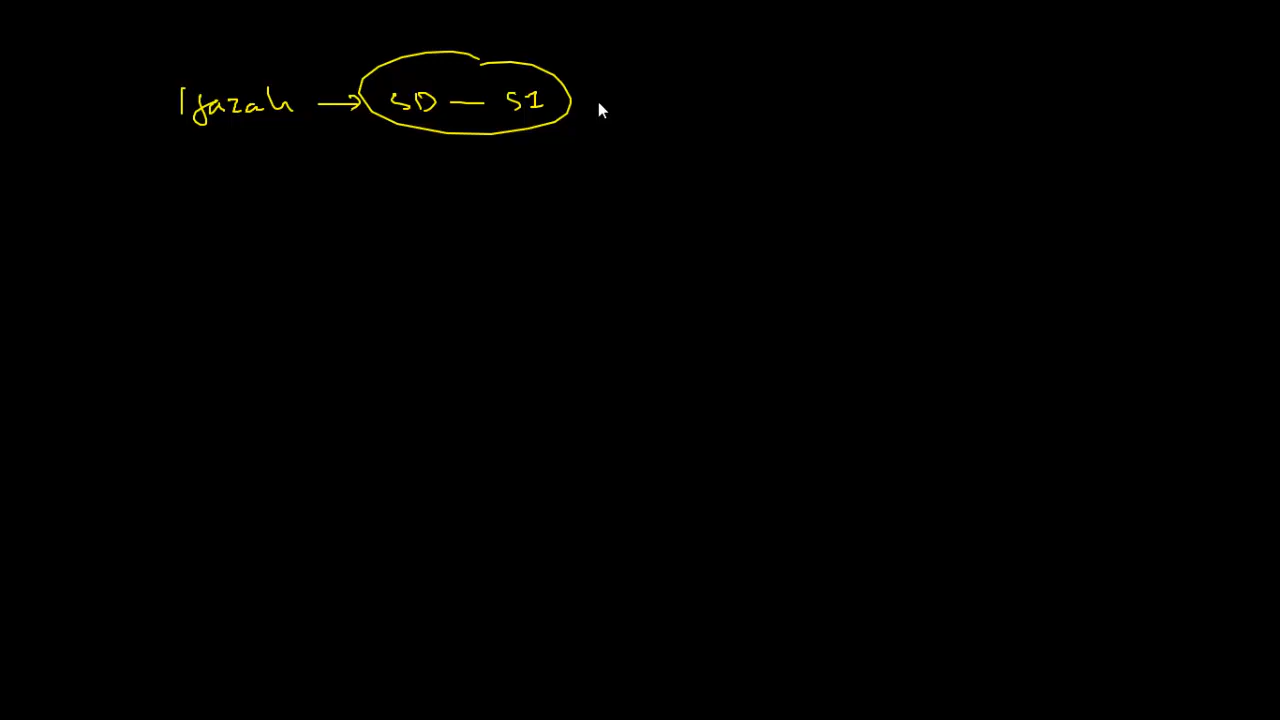 Ijazah → SD — S1